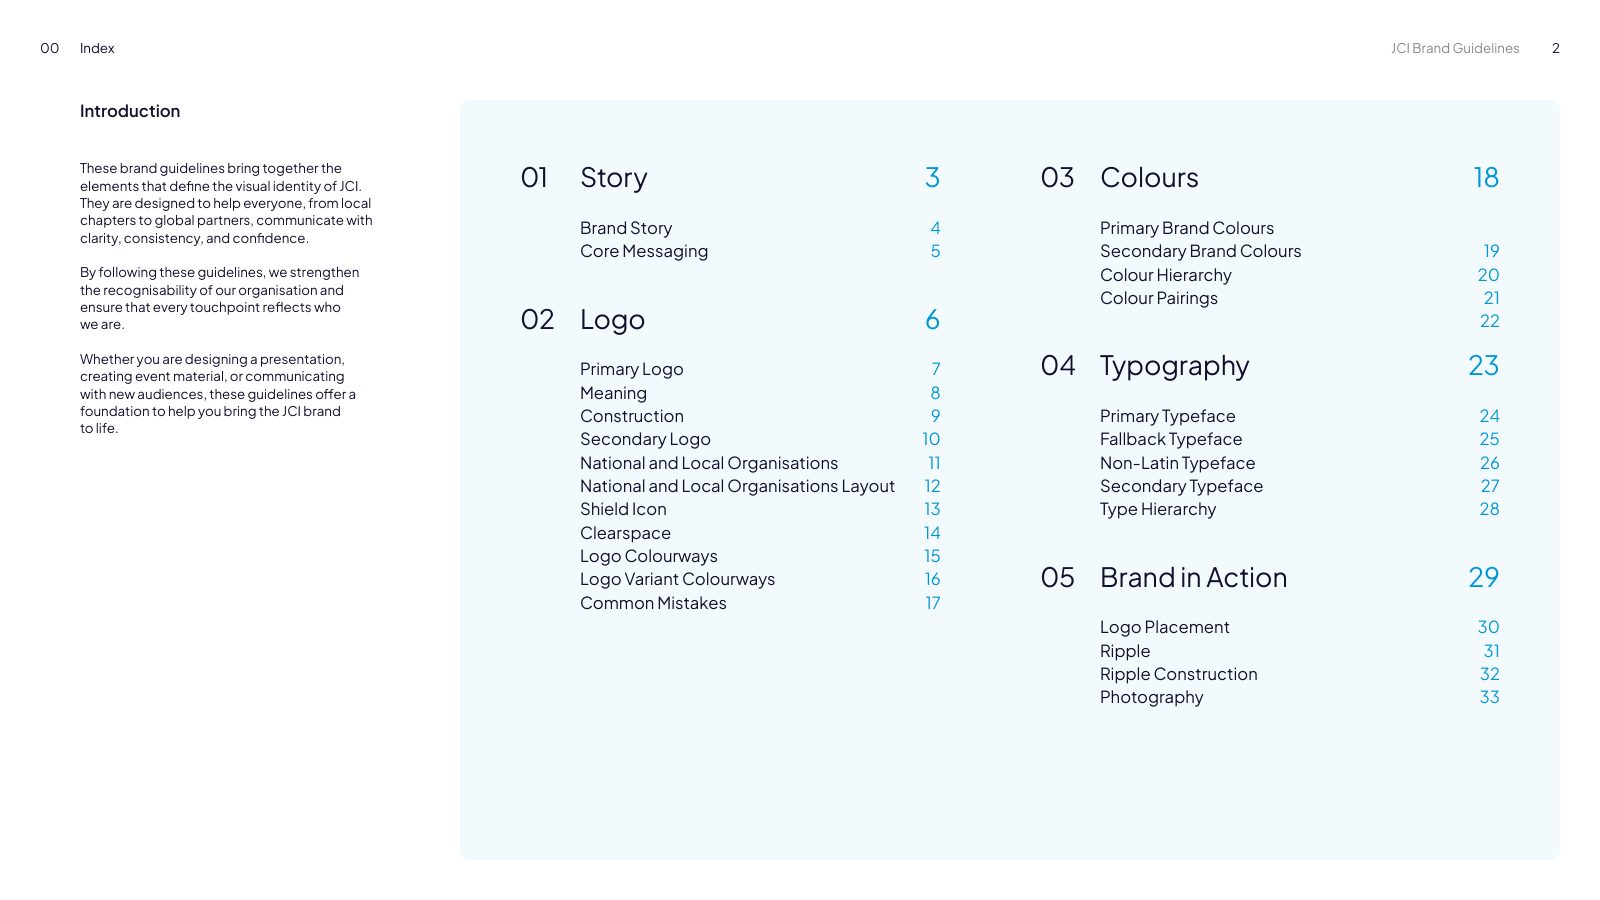 00 Index
JCI Brand Guidelines 2
Introduction
These brand guidelines bring together the
elements that define the visual identity of JCI.
They are designed to help everyone, from local
chapters to global partners, communicate with
clarity, consistency, and confidence.
By following these guidelines, we strengthen
the recognisability of our organisation and
ensure that every touchpoint reflects who
we are.
Whether you are designing a presentation,
creating event material, or communicating
with new audiences, these guidelines offer a
foundation to help you bring the JCI brand
to life.
01 Story 3
Brand Story 4
Core Messaging 5
02 Logo 6
Primary Logo 7
Meaning 8
Construction 9
Secondary Logo 10
National and Local Organisations 11
National and Local Organisations Layout 12
Shield Icon 13
Clearspace 14
Logo Colourways 15
Logo Variant Colourways 16
Common Mistakes 17
03 Colours 18
Primary Brand Colours
Secondary Brand Colours 19
Colour Hierarchy 20
Colour Pairings 21
22
04 Typography 23
Primary Typeface 24
Fallback Typeface 25
Non-Latin Typeface 26
Secondary Typeface 27
Type Hierarchy 28
05 Brand in Action 29
Logo Placement 30
Ripple 31
Ripple Construction 32
Photography 33